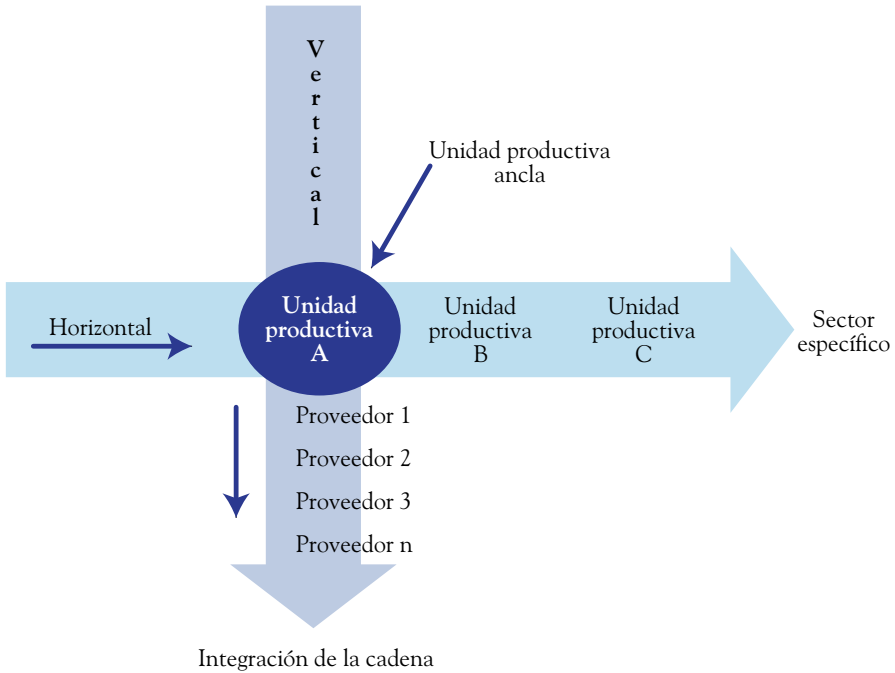 Vertical
Unidad productiva
ancla
Horizontal
Unidad
productiva
A
Unidad
productiva
B
Unidad
productiva
C
Sector
específico
Proveedor 1
Proveedor 2
Proveedor 3
Proveedor n
Integración de la cadena